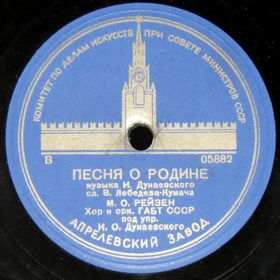 КОМИТЕТ ПО ДЕЛАМ ИСКУССТВ ПРИ СОВЕТЕ МИНИСТРОВ СССР
В 05882
ПЕСНЯ О РОДИНЕ
музыка И. Дунаевского
сл. В. Лебедева-Кумача
М. О. РЕЙЗЕН
Хор и орк. ГАБТ СССР
под упр.
И. О. Дунаевского
АПРЕЛЕВСКИЙ ЗАВОД